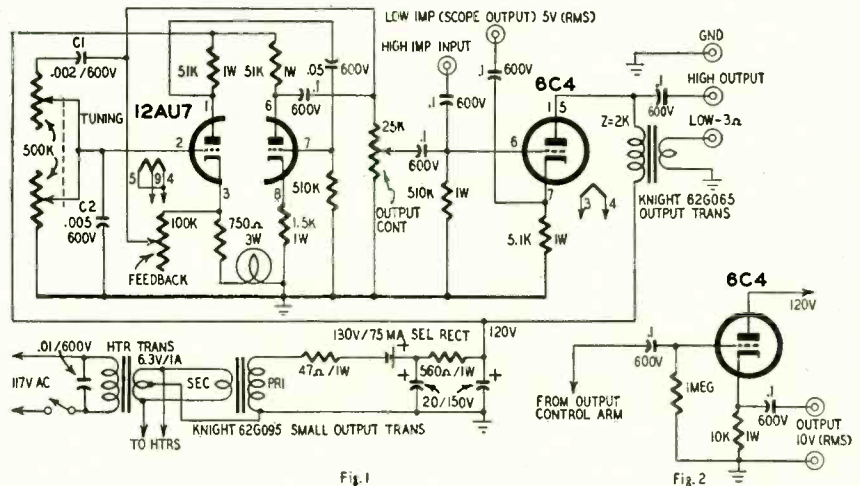 LOW IMP (SCOPE OUTPUT) 5V (RMS)
HIGH IMP INPUT
GND
HIGH OUTPUT
LOW-3Ω
C1
.002/600V
51K
1W
51K
1W
.05
600V
.1
600V
.1
600V
.1
600V
6C4
1
5
.1
600V
Z=2K
12AU7
1
6
TUNING
500K
2
7
25K
.1
600V
6
7
5
9
4
3
8
C2
.005
600V
100K
FEEDBACK
750Ω
3W
1.5K
1W
510K
OUTPUT
CONT
510K
1W
5.1K
1W
3
4
KNIGHT 62G065
OUTPUT TRANS
6C4
120V
.01/600V
117V AC
HTR TRANS
6.3V/1A
SEC
PRI
TO HTRS
130V/75 MA SEL RECT
120V
47Ω/1W
560Ω/1W
20/150V
KNIGHT 62G095 SMALL OUTPUT TRANS
.1
600V
FROM OUTPUT
CONTROL ARM
1MEG
10K
1W
.1
600V
OUTPUT
10V (RMS)
Fig. 1
Fig. 2